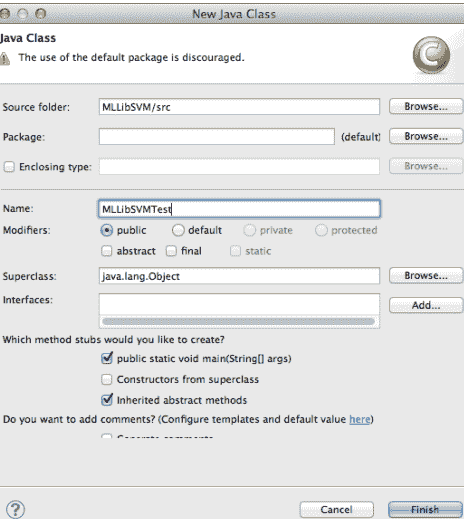 New Java Class
Java Class
The use of the default package is discouraged.
C
Source folder: MLLibSVM/src Browse...
Package: (default) Browse...
Enclosing type: Browse...
Name: MLLibSVMTest
Modifiers: public default private protected
abstract final static
Superclass: java.lang.Object Browse...
Interfaces: Add...
Which method stubs would you like to create?
public static void main(String[] args)
Constructors from superclass
Inherited abstract methods
Do you want to add comments? (Configure templates and default value here)
Generate comments
? Cancel Finish